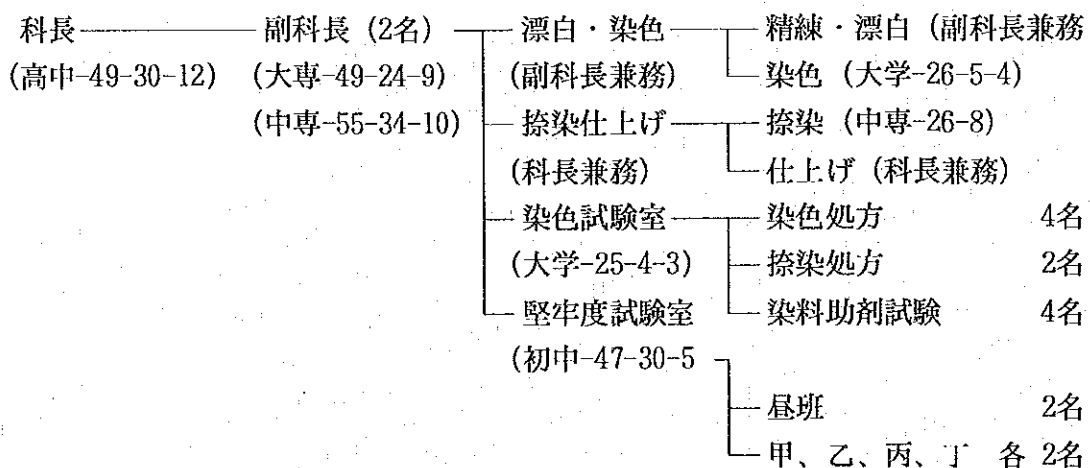 科長 副科長 (2名) 漂白・染色 精練・漂白 (副科長兼務
(高中-49-30-12) (大専-49-24-9) (副科長兼務) 染色 (大学-26-5-4)
(中専-55-34-10) 捺染仕上げ 捺染 (中専-26-8)
(科長兼務) 仕上げ (科長兼務)
染色試験室 染色処方 4名
(大学-25-4-3) 捺染処方 2名
堅牢度試験室 染料助剤試験 4名
(初中-47-30-5
昼班 2名
甲、乙、丙、丁 各 2名